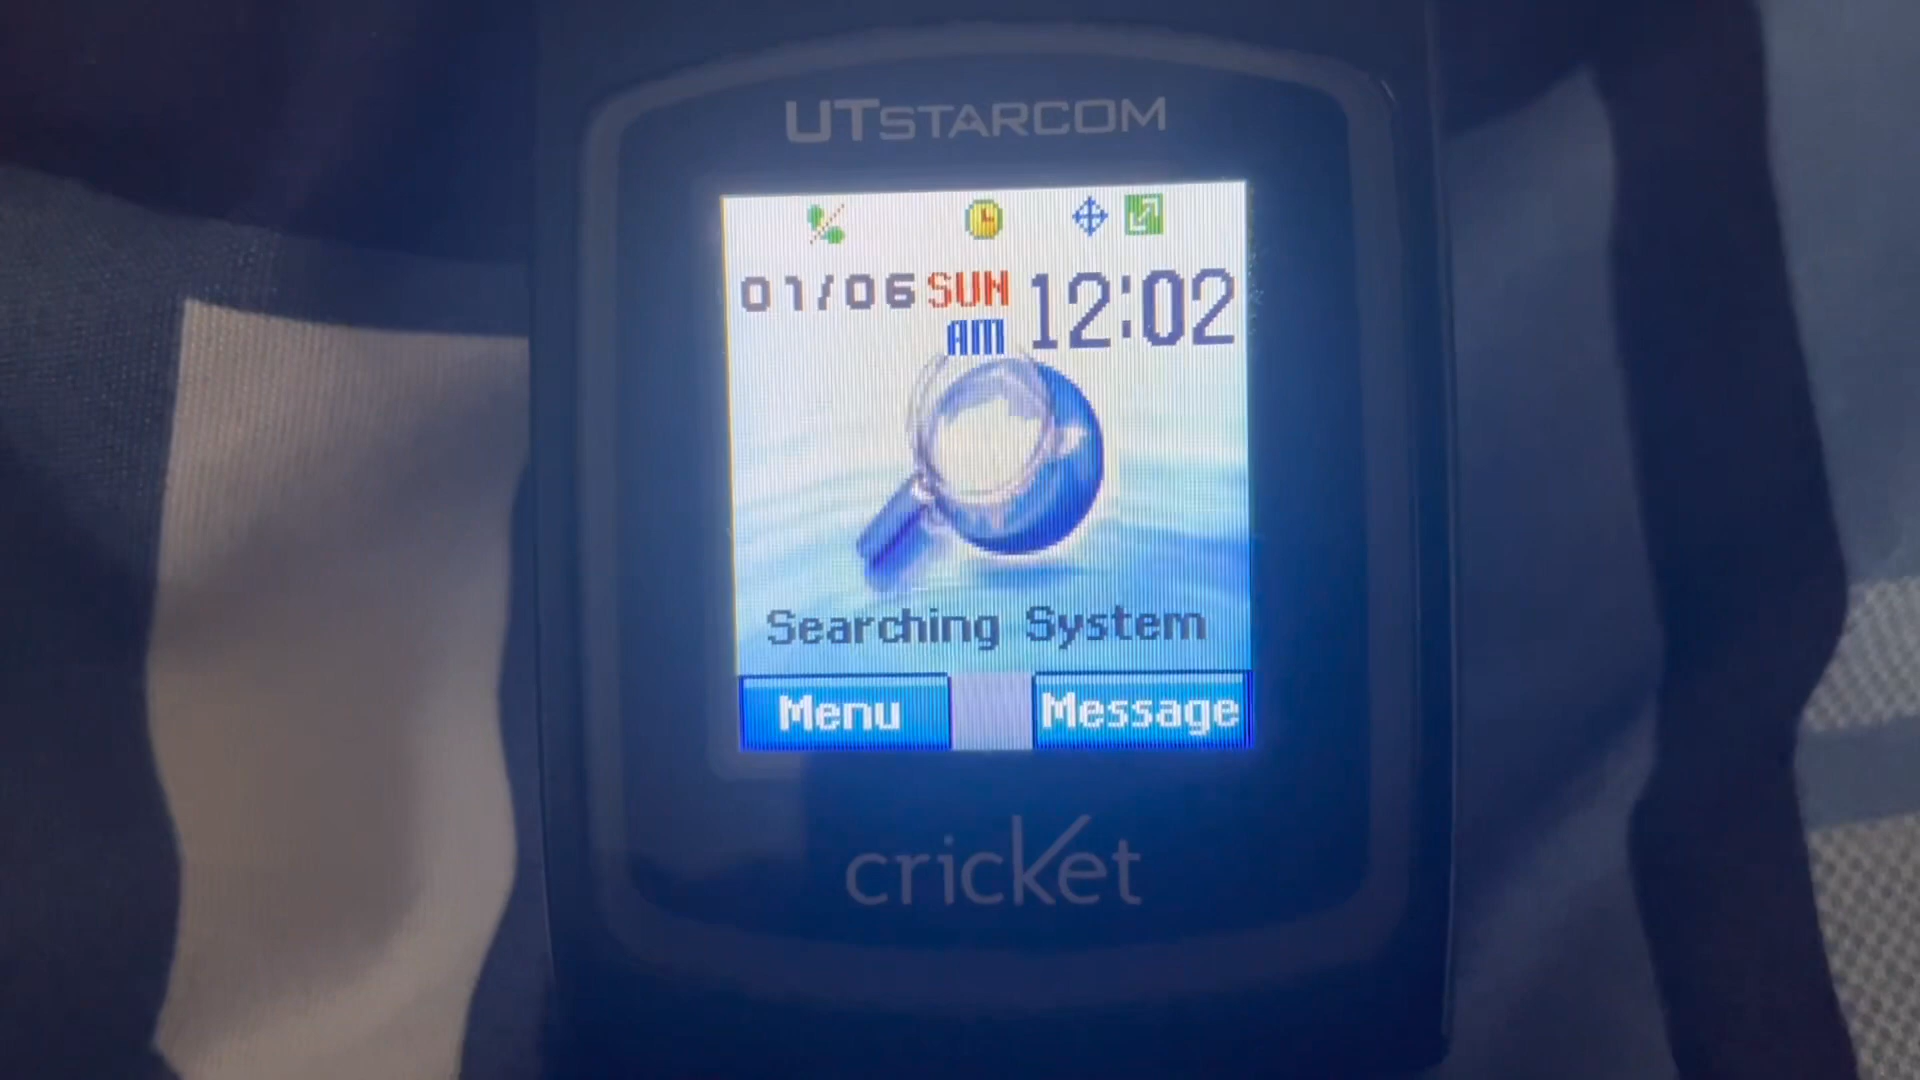 UTSTARCOM
01/06 SUN AM 12:02
Searching System
Menu Message
cricket